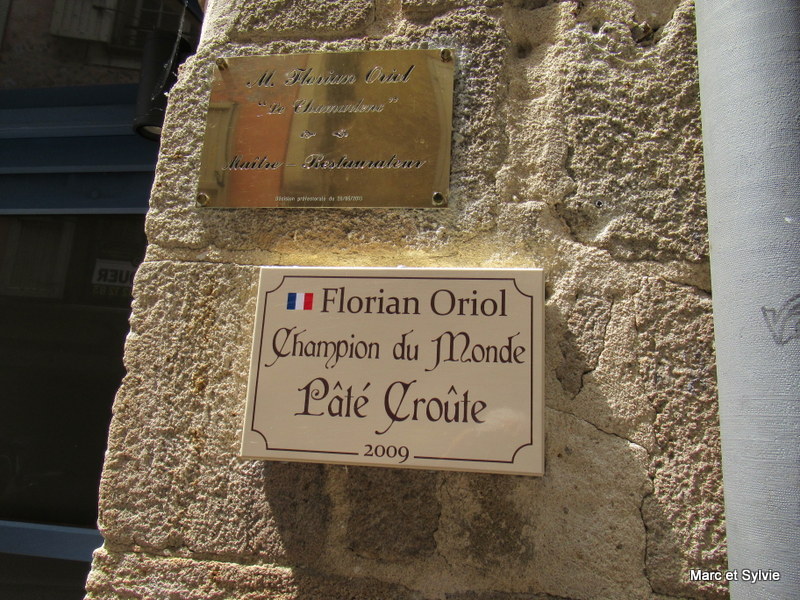 M. Florian Oriol
Maître - Restaurateur
Florian Oriol
Champion du Monde
Pâté Croûte
2009
Marc et Sylvie